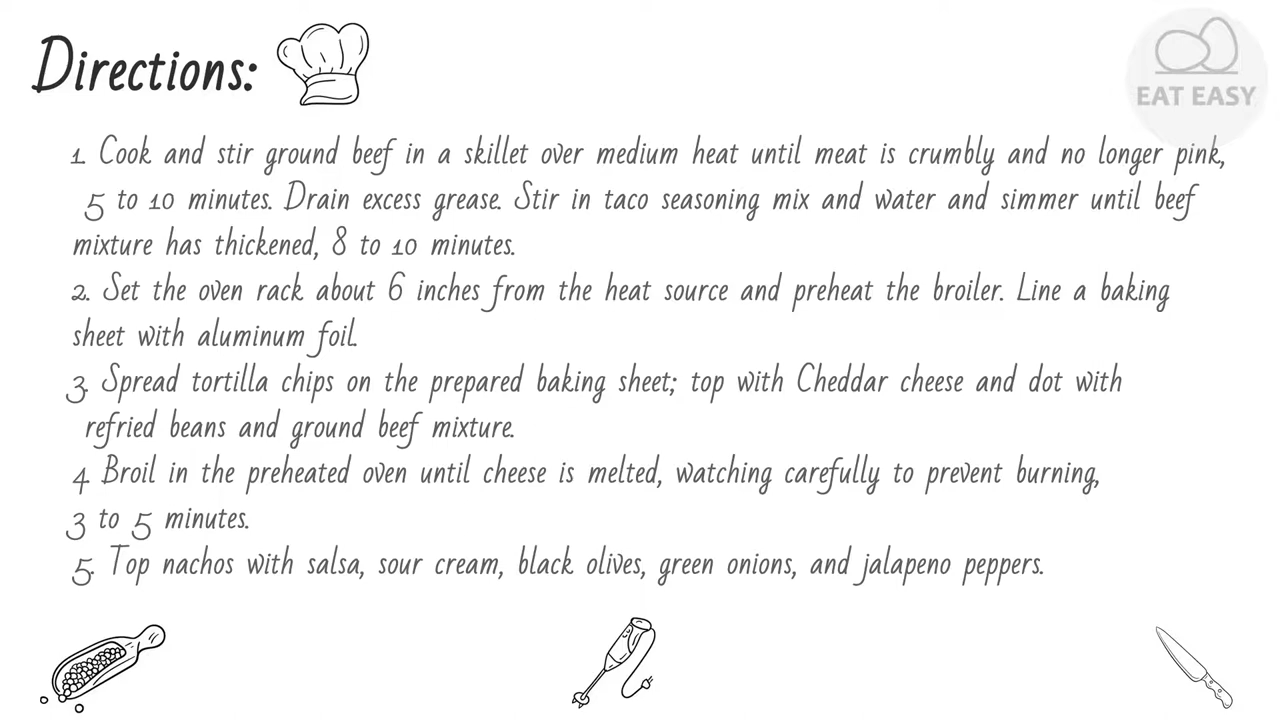 Directions:
EAT EASY
1. Cook and stir ground beef in a skillet over medium heat until meat is crumbly and no longer pink,
5 to 10 minutes. Drain excess grease. Stir in taco seasoning mix and water and simmer until beef
mixture has thickened, 8 to 10 minutes.
2. Set the oven rack about 6 inches from the heat source and preheat the broiler. Line a baking
sheet with aluminum foil.
3. Spread tortilla chips on the prepared baking sheet; top with Cheddar cheese and dot with
refried beans and ground beef mixture.
4. Broil in the preheated oven until cheese is melted, watching carefully to prevent burning,
3 to 5 minutes.
5. Top nachos with salsa, sour cream, black olives, green onions, and jalapeno peppers.